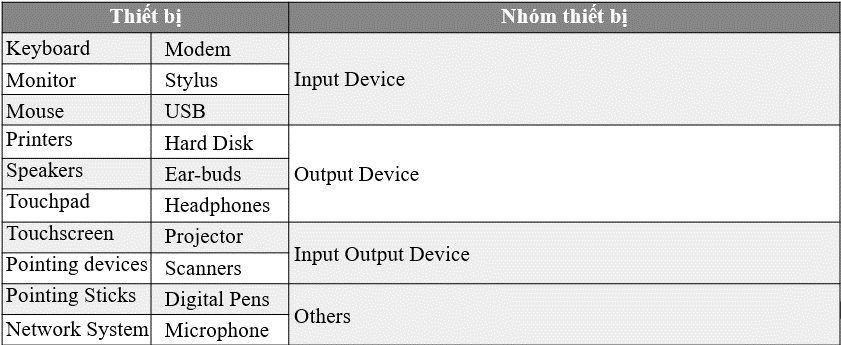 Thiết bị Nhóm thiết bị
Keyboard Modem
Input Device
Monitor Stylus
Mouse USB
Printers Hard Disk
Output Device
Speakers Ear-buds
Touchpad Headphones
Touchscreen Projector
Input Output Device
Pointing devices Scanners
Pointing Sticks Digital Pens
Others
Network System Microphone